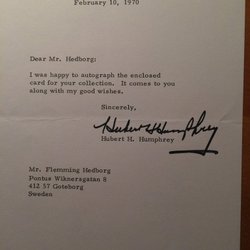 February 10, 1970
Dear Mr. Hedborg:
I was happy to autograph the enclosed
card for your collection. It comes to you
along with my good wishes.
Sincerely,
Hubert H Humphrey
Hubert H. Humphrey
Mr. Flemming Hedborg
Pontus Wiknersgatan 8
412 57 Goteborg
Sweden